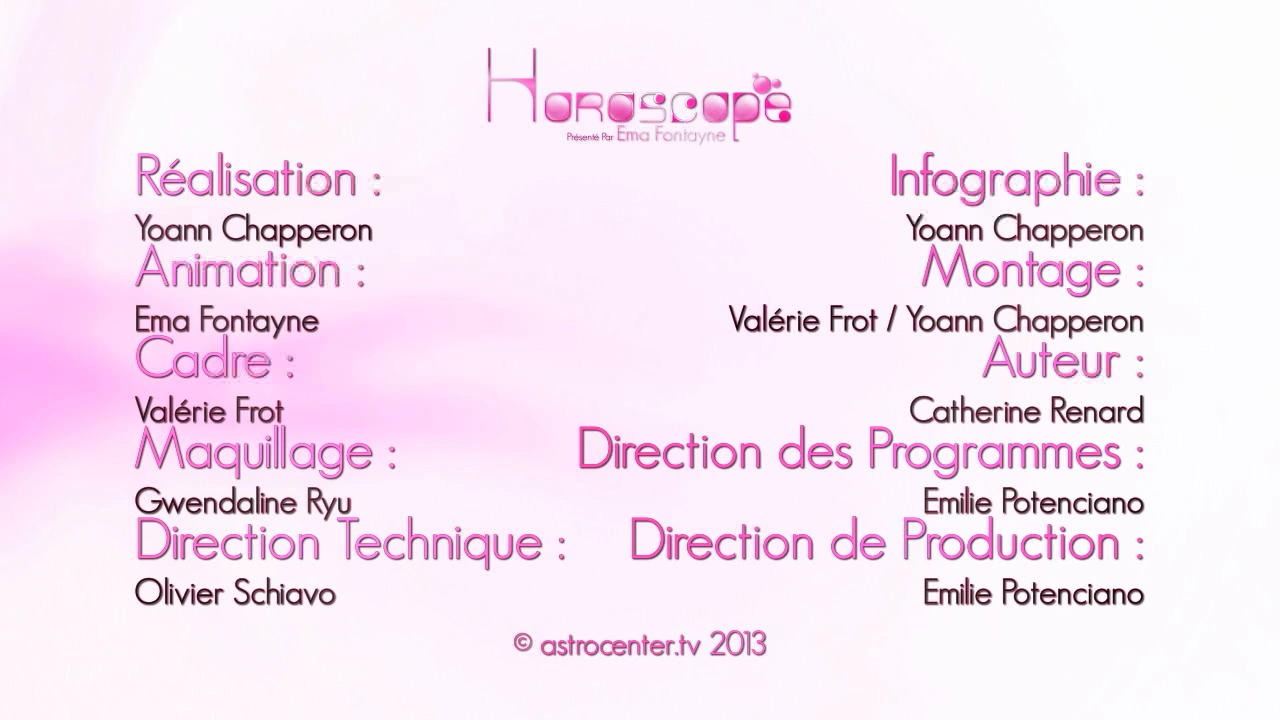 Horoscope
Présenté Par Ema Fontayne
Réalisation :
Yoann Chapperon
Animation :
Ema Fontayne
Cadre :
Valérie Frot
Maquillage :
Gwendaline Ryu
Direction Technique :
Olivier Schiavo
Infographie :
Yoann Chapperon
Montage :
Valérie Frot / Yoann Chapperon
Auteur :
Catherine Renard
Direction des Programmes :
Emilie Potenciano
Direction de Production :
Emilie Potenciano
© astrocenter.tv 2013